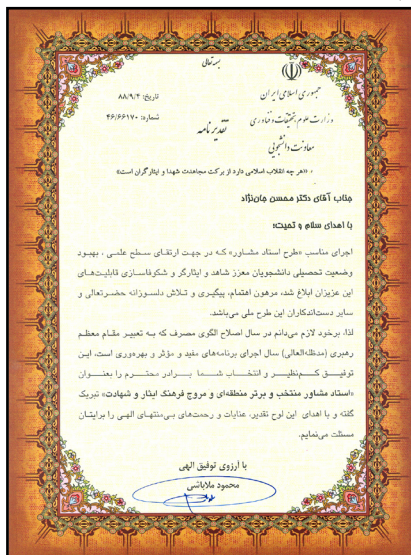 بسمه‌تعالی
جمهوری اسلامی ایران
وزارت علوم، تحقیقات و فناوری
معاونت دانشجویی
تاریخ: ۸۸/۹/۴
شماره: ۴۶/۶۶۱۷۰
تقدیرنامه
«هر چه انقلاب اسلامی دارد از برکت مجاهدت شهدا و ایثارگران است»
جناب آقای دکتر محسن جان‌نژاد
با اهدای سلام و تحیت؛
اجرای مناسب «طرح استاد مشاور» که در جهت ارتقای سطح علمی ، بهبود
وضعیت تحصیلی دانشجویان معزز شاهد و ایثارگر و شکوفاسازی قابلیت‌های
این عزیزان ابلاغ شد، مرهون اهتمام، پیگیری و تلاش دلسوزانه حضرتعالی و
سایر دست‌اندکاران این طرح ملی می‌باشد.
لذا، برخود لازم می‌دانم در سال اصلاح الگوی مصرف که به تعبیر مقام معظم
رهبری (مدظله‌العالی) سال اجرای برنامه‌های مفید و مؤثر و بهره‌وری است، این
توفیق کم‌نظیر و انتخاب شما برادر محترم را بعنوان
«استاد مشاور منتخب و برتر منطقه‌ای و مروج فرهنگ ایثار و شهادت» تبریک
گفته و با اهدای این لوح تقدیر، عنایات و رحمت‌های بی‌منتهای الهی را برایتان
مسئلت می‌نمایم.
با آرزوی توفیق الهی
محمود ملاباشی